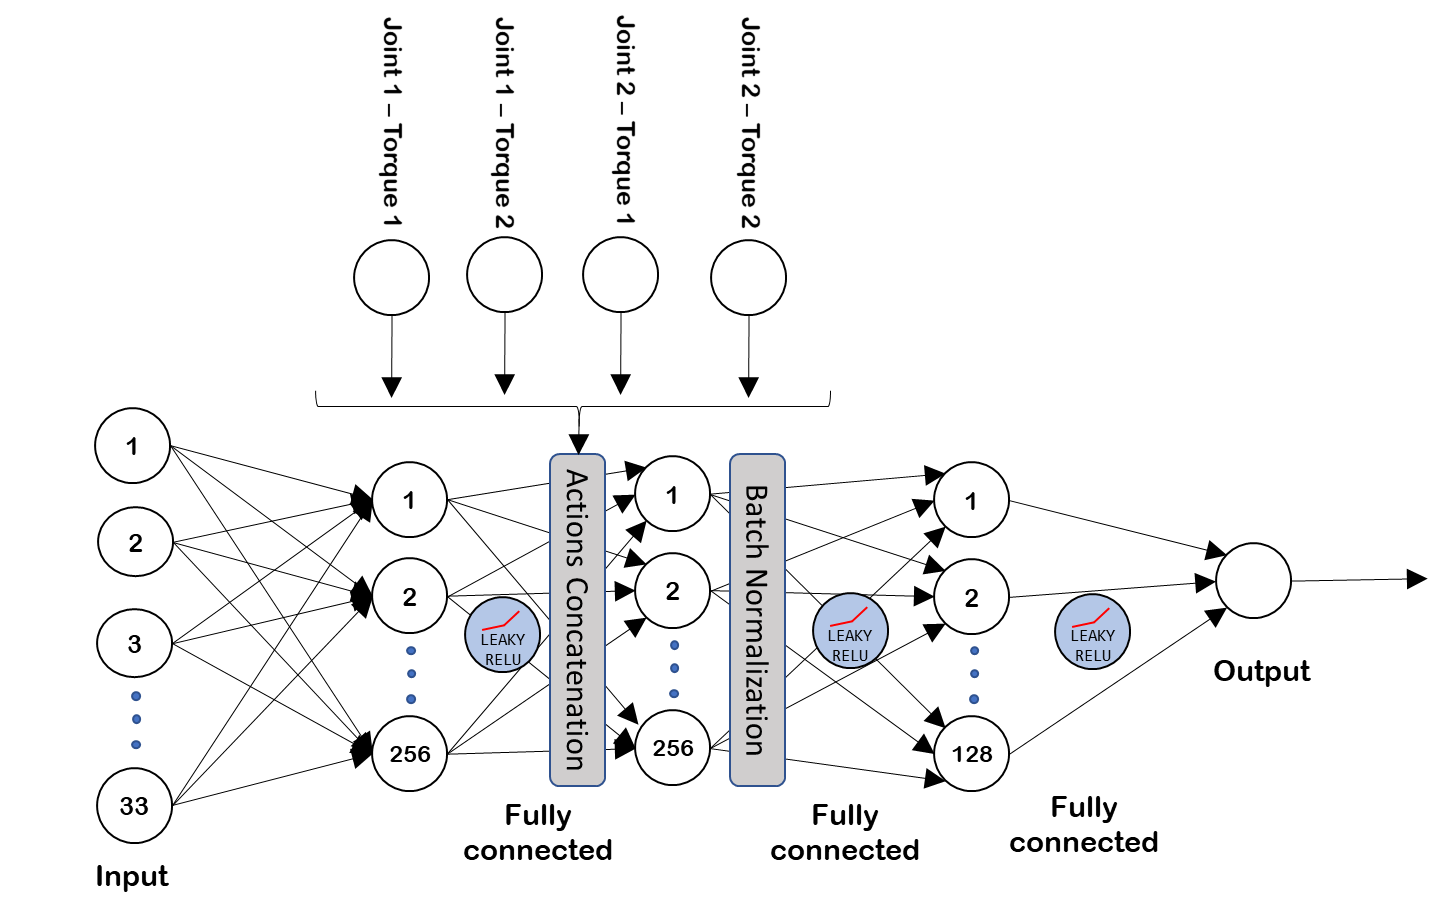 Joint 1 – Torque 1
Joint 1 – Torque 2
Joint 2 – Torque 1
Joint 2 – Torque 2
1
2
3
33
Input
1
2
256
LEAKY
RELU
Actions Concatenation
Fully
connected
1
2
256
Batch Normalization
LEAKY
RELU
Fully
connected
1
2
128
LEAKY
RELU
Fully
connected
Output